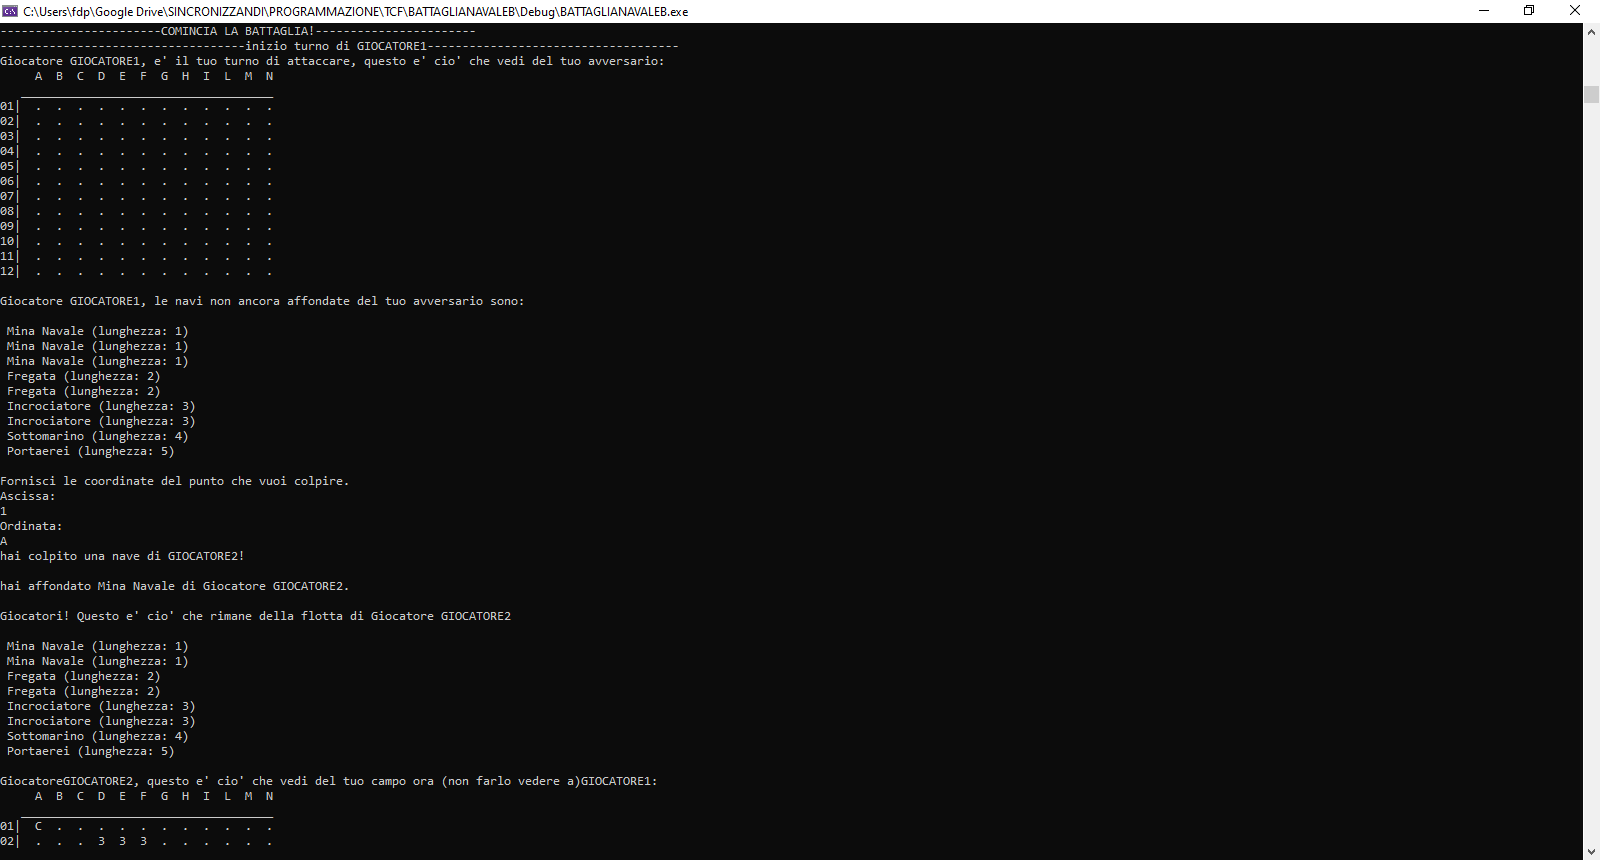 C:\Users\fdp\Google Drive\SINCRONIZZANDI\PROGRAMMAZIONE\TCF\BATTAGLIANAVALEB\Debug\BATTAGLIANAVALEB.exe
-----------------------COMINCIA LA BATTAGLIA!-----------------------
-----------------------------------inizio turno di GIOCATORE1------------------------------------
Giocatore GIOCATORE1, e' il tuo turno di attaccare, questo e' cio' che vedi del tuo avversario:
A B C D E F G H I L M N
____________________________________
01| . . . . . . . . . . . .
02| . . . . . . . . . . . .
03| . . . . . . . . . . . .
04| . . . . . . . . . . . .
05| . . . . . . . . . . . .
06| . . . . . . . . . . . .
07| . . . . . . . . . . . .
08| . . . . . . . . . . . .
09| . . . . . . . . . . . .
10| . . . . . . . . . . . .
11| . . . . . . . . . . . .
12| . . . . . . . . . . . .
Giocatore GIOCATORE1, le navi non ancora affondate del tuo avversario sono:
Mina Navale (lunghezza: 1)
Mina Navale (lunghezza: 1)
Mina Navale (lunghezza: 1)
Fregata (lunghezza: 2)
Fregata (lunghezza: 2)
Incrociatore (lunghezza: 3)
Incrociatore (lunghezza: 3)
Sottomarino (lunghezza: 4)
Portaerei (lunghezza: 5)
Fornisci le coordinate del punto che vuoi colpire.
Ascissa:
1
Ordinata:
A
hai colpito una nave di GIOCATORE2!
hai affondato Mina Navale di Giocatore GIOCATORE2.
Giocatori! Questo e' cio' che rimane della flotta di Giocatore GIOCATORE2
Mina Navale (lunghezza: 1)
Mina Navale (lunghezza: 1)
Fregata (lunghezza: 2)
Fregata (lunghezza: 2)
Incrociatore (lunghezza: 3)
Incrociatore (lunghezza: 3)
Sottomarino (lunghezza: 4)
Portaerei (lunghezza: 5)
GiocatoreGIOCATORE2, questo e' cio' che vedi del tuo campo ora (non farlo vedere a)GIOCATORE1:
A B C D E F G H I L M N
____________________________________
01| C . . . . . . . . . . .
02| . . . 3 3 3 . . . . . .